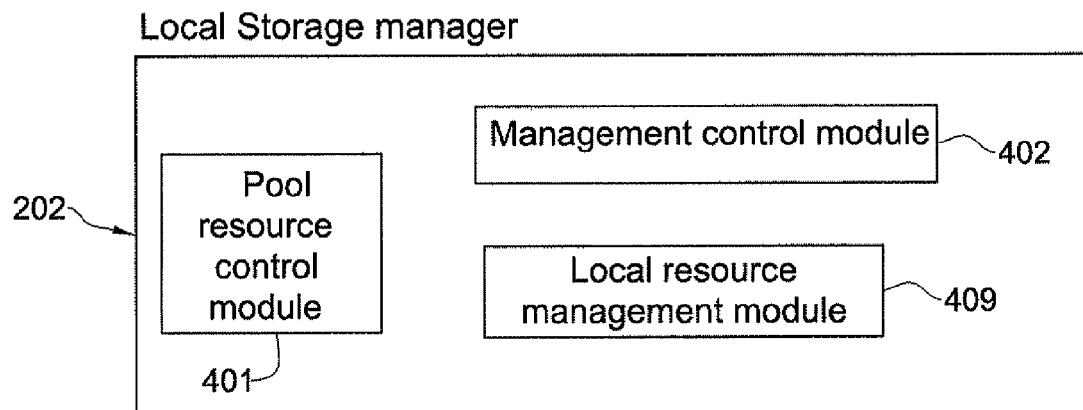 Local Storage manager
Management control module
402
Pool
resource
control
module
202
Local resource
management module
409
401